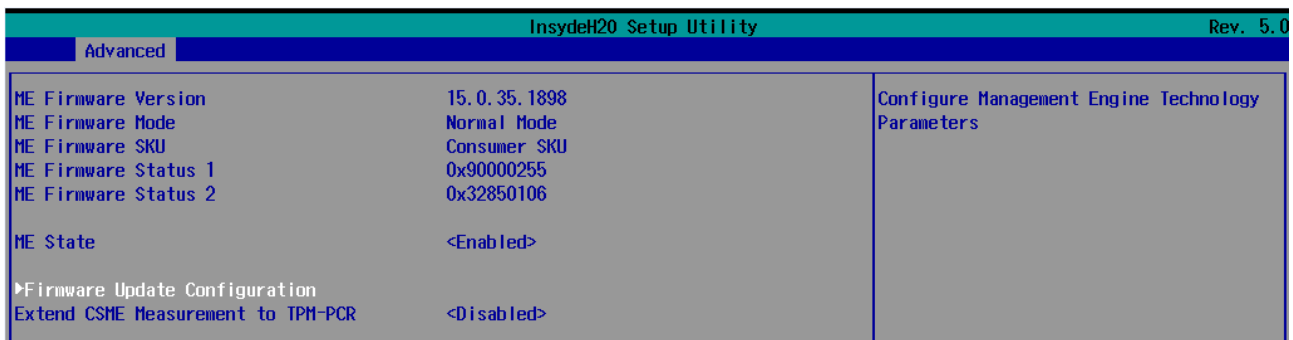 InsydeH20 Setup Utility Rev. 5.0
Advanced
ME Firmware Version 15.0.35.1898
ME Firmware Mode Normal Mode
ME Firmware SKU Consumer SKU
ME Firmware Status 1 0x90000255
ME Firmware Status 2 0x32850106
ME State <Enabled>
▶Firmware Update Configuration
Extend CSME Measurement to TPM-PCR <Disabled>
Configure Management Engine Technology
Parameters